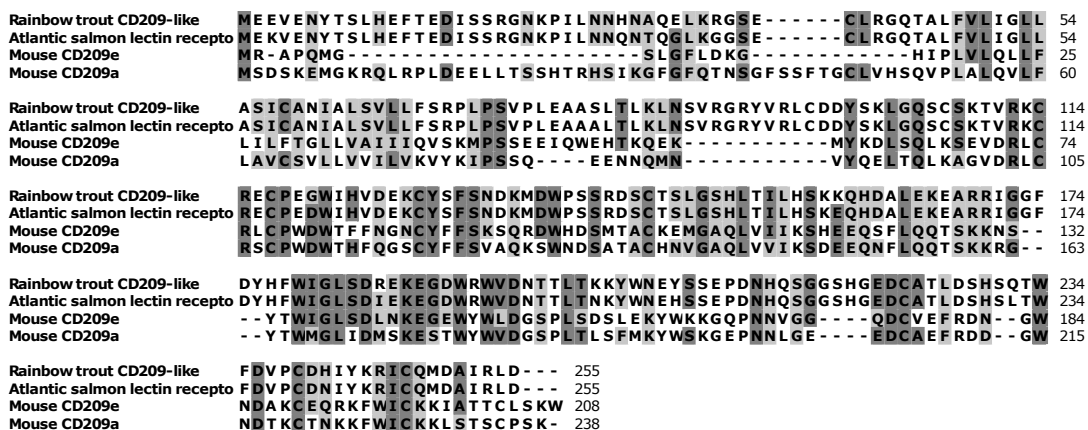 Rainbow trout CD209-like MEEVENYTSLHEFTEDISSRGNKPILNNHNAQELKRGSE------CLRGQTALFVLIGLL 54
Atlantic salmon lectin recepto MEKVENYTSLHEFTEDISSRGNKPILNNQNTQGLKGGSE------CLRGQTALFVLIGLL 54
Mouse CD209e MR-APQMG----------------------SLGFLDKG------------HIPLVLQLLF 25
Mouse CD209a MSDSKEMGKRQLRPLDEELLTSSHTRHSIKGFGFQTNSGFSSFTGCLVHSQVPLALQVLF 60
Rainbow trout CD209-like ASICANIALSVLLFSRPLPSVPLEAASLTLKLNSVRGRYVRLCDDYSKLGQSCSKTVRKC 114
Atlantic salmon lectin recepto ASICANIALSVLLFSRPLPSVPLEAAALTLKLNSVRGRYVRLCDDYSKLGQSCSKTVRKC 114
Mouse CD209e LILFTGLLVAIIIQVSKMPSSEEIQWEHTKQEK-----------MYKDLSQLKSEVDRLC 74
Mouse CD209a LAVCSVLLVVILVKVYKIPSSQ----EENNQMN-----------VYQELTQLKAGVDRLC 105
Rainbow trout CD209-like RECPEGWIHVDEKCYSFSNDKMDWPSSRDSCTSLGSHLTILHSKKQHDALEKEARRIGGF 174
Atlantic salmon lectin recepto RECPEDWIHVDEKCYSFSNDKMDWPSSRDSCTSLGSHLTILHSKEQHDALEKEARRIGGF 174
Mouse CD209e RLCPWDWTFFNGNCYFFSKSQRDWHDSMTACKEMGAQLVIIKSHEEQSFLQQTSKKNS-- 132
Mouse CD209a RSCPWDWTHFQGSCYFFSVAQKSWNDSATACHNVGAQLVVIKSDEEQNFLQQTSKKRG-- 163
Rainbow trout CD209-like DYHFWIGLSDREKEGDWRWVDNTTLTKKYWNEYSSEPDNHQSGGSHGEDCATLDSHSQTW 234
Atlantic salmon lectin recepto DYHFWIGLSDIEKEGDWRWVDNTTLTNKYWNEHSSEPDNHQSGGSHGEDCATLDSHSLTW 234
Mouse CD209e --YTWIGLSDLNKEGEWYWLDGSPLSDSLEKYWKKGQPNNVGG----QDCVEFRDN--GW 184
Mouse CD209a --YTWMGLIDMSKESTWYWVDGSPLTLSFMKYWSKGEPNNLGE----EDCAEFRDD--GW 215
Rainbow trout CD209-like FDVPCDHIYKRICQMDAIRLD--- 255
Atlantic salmon lectin recepto FDVPCDNIYKRICQMDAIRLD--- 255
Mouse CD209e NDAKCEQRKFWICKKIATTCLSKW 208
Mouse CD209a NDTKCTNKKFWICKKLSTSCPSK- 238